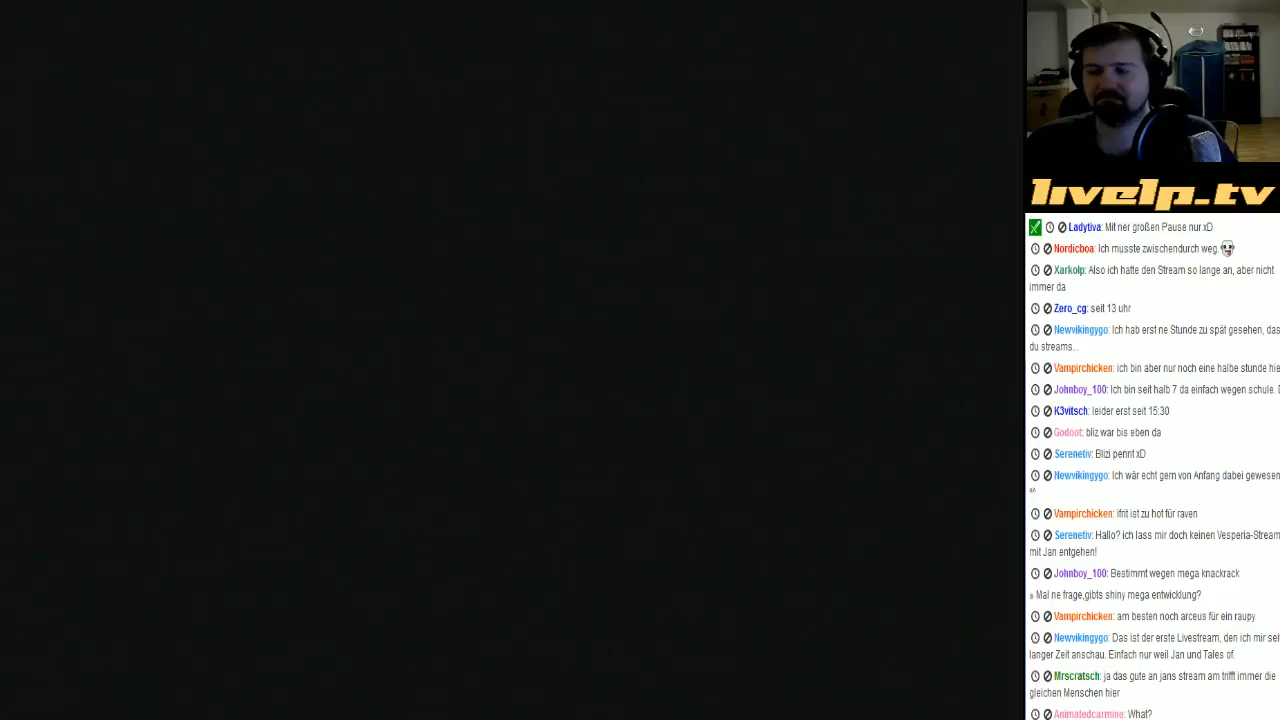 livelp.tv
Ladytiva: Mit ner großen Pause nur xD
Nordicboa: Ich musste zwischendurch weg.
Xarkolp: Also ich hatte den Stream so lange an, aber nicht
immer da
Zero_cg: seit 13 uhr
Newvikingygo: Ich hab erst ne Stunde zu spät gesehen, das
du streams...
Vampirchicken: ich bin aber nur noch eine halbe stunde hie
Johnboy_100: Ich bin seit halb 7 da einfach wegen schule.
K3vitsch: leider erst seit 15:30
Godoot: bliz war bis eben da
Serenetiv: Blizi pennt xD
Newvikingygo: Ich wär echt gern von Anfang dabei gewesen
^^
Vampirchicken: ifrit ist zu hot für raven
Serenetiv: Hallo? ich lass mir doch keinen Vesperia-Stream
mit Jan entgehen!
Johnboy_100: Bestimmt wegen mega knackrack
Mal ne frage,gibts shiny mega entwicklung?
Vampirchicken: am besten noch arceus für ein raupy
Newvikingygo: Das ist der erste Livestream, den ich mir sei
langer Zeit anschau. Einfach nur weil Jan und Tales of.
Mrscratsch: ja das gute an jans stream am trifft immer die
gleichen Menschen hier
Animatedcarmine: What?